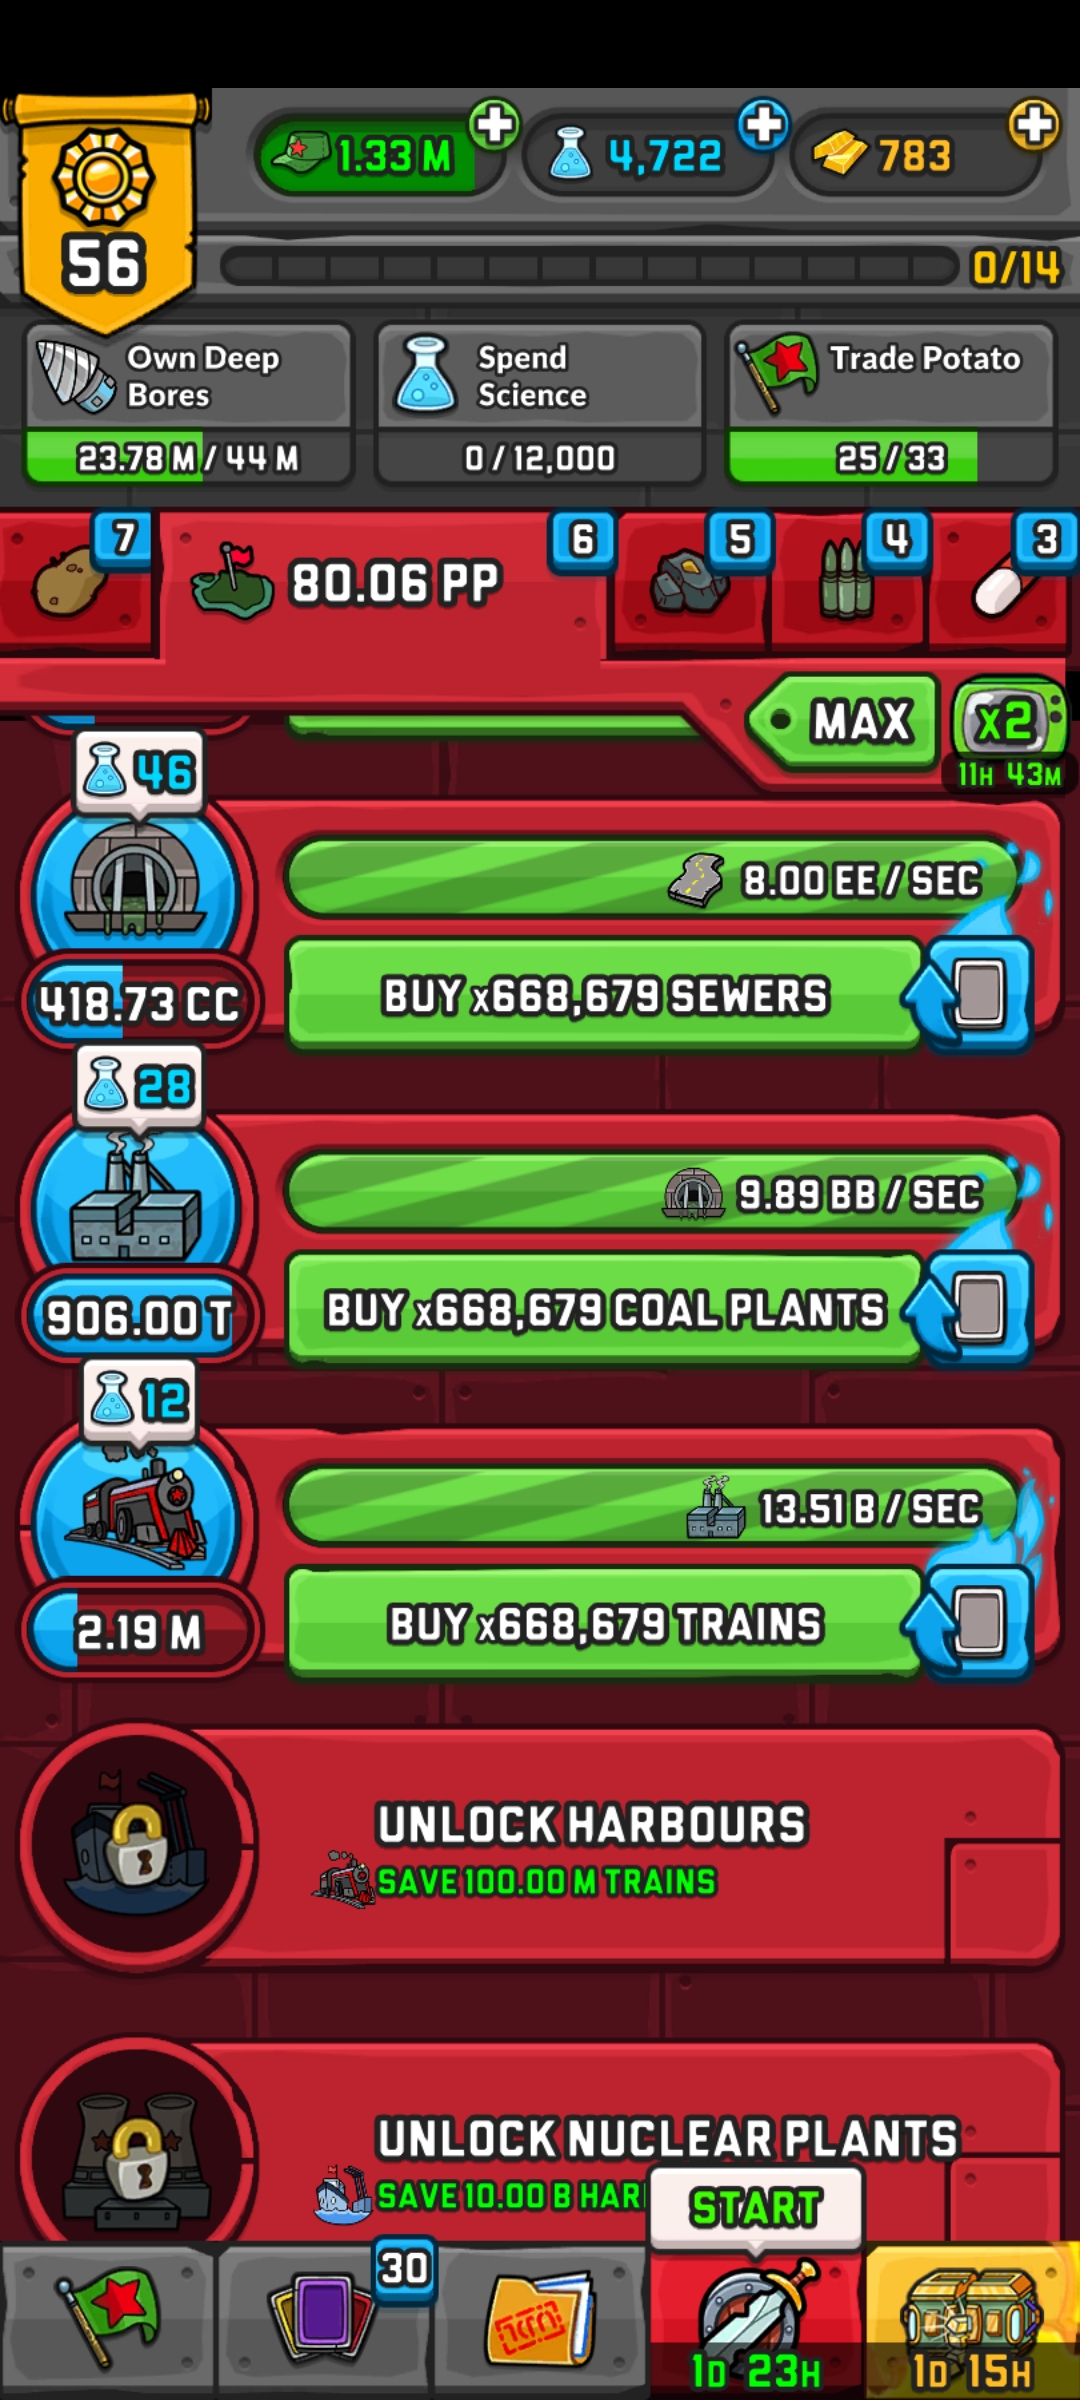 1.33 M
4,722
783
56
0/14
Own Deep
Bores
23.78 M / 44 M
Spend
Science
0 / 12,000
Trade Potato
25 / 33
7
80.06 PP
6
5
4
3
MAX
x2
11H 43M
46
8.00 EE / SEC
418.73 CC
BUY x668,679 SEWERS
28
9.89 BB / SEC
906.00 T
BUY x668,679 COAL PLANTS
12
13.51 B / SEC
2.19 M
BUY x668,679 TRAINS
UNLOCK HARBOURS
SAVE 100.00 M TRAINS
UNLOCK NUCLEAR PLANTS
SAVE 10.00 B
START
30
1D 23H
1D 15H